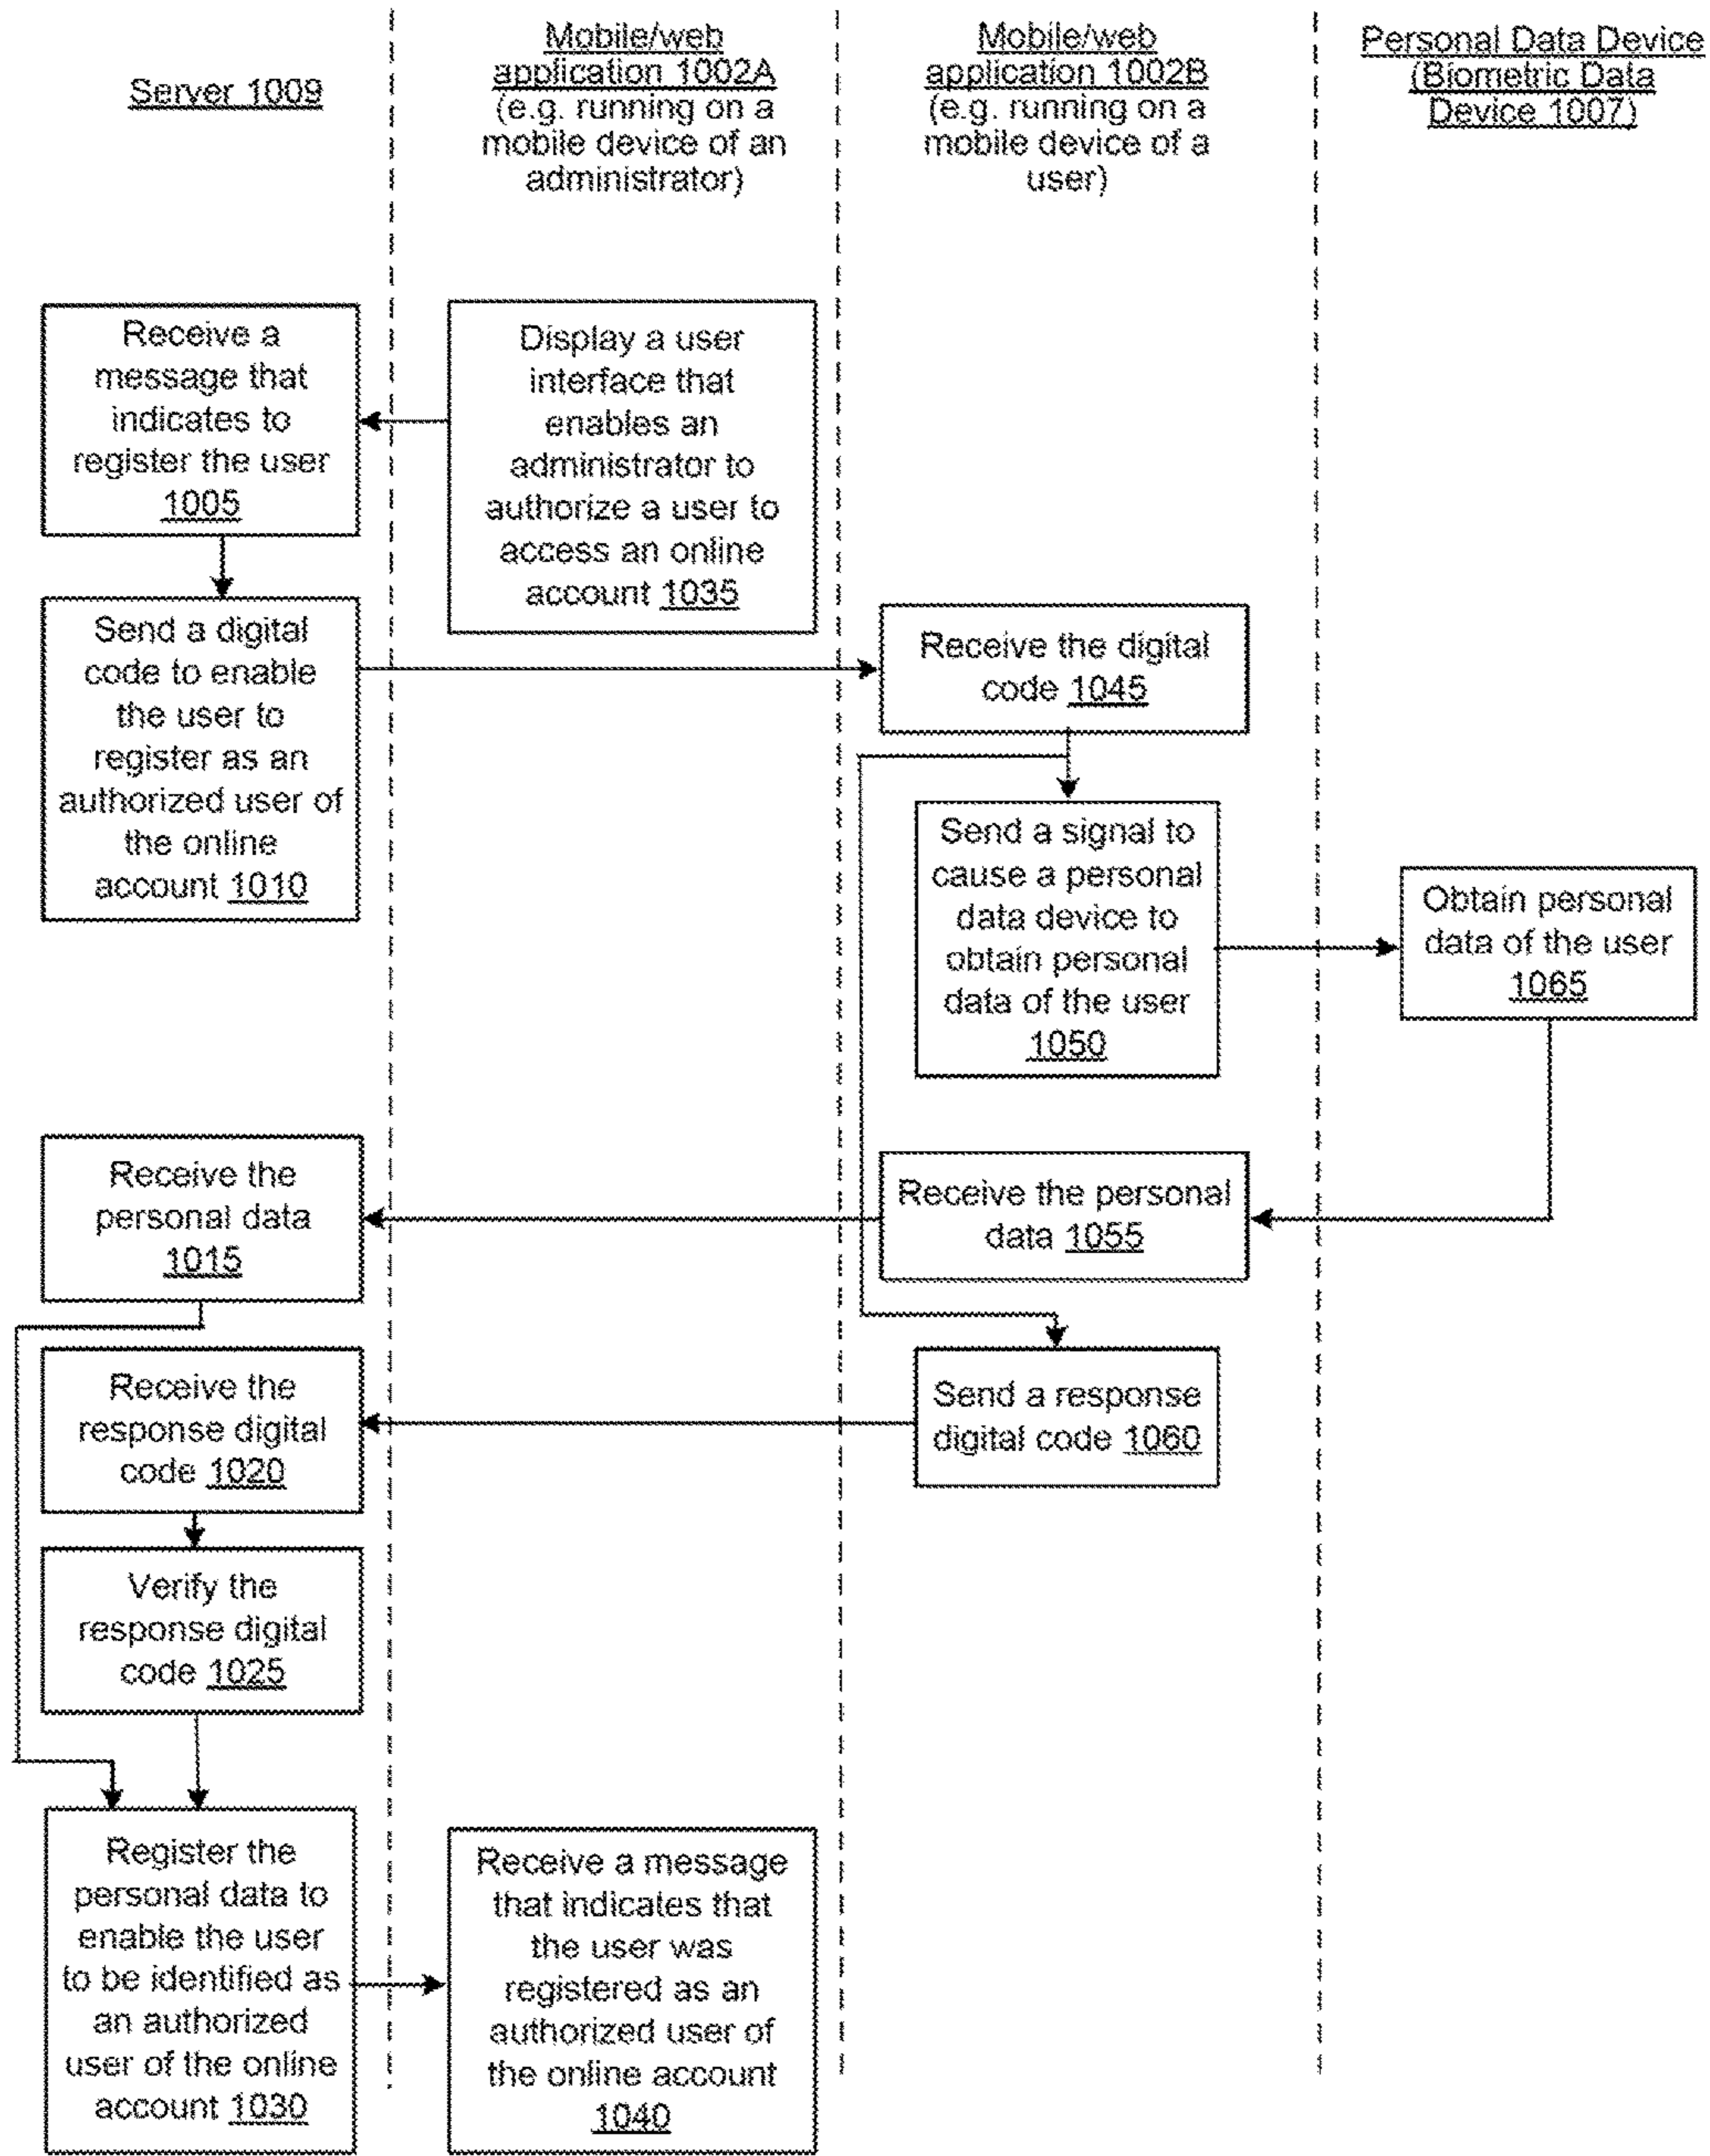 Server 1009
Mobile/web
application 1002A
(e.g. running on a
mobile device of an
administrator)
Mobile/web
application 1002B
(e.g. running on a
mobile device of a
user)
Personal Data Device
(Biometric Data
Device 1007)
Receive a
message that
indicates to
register the user
1005
Display a user
interface that
enables an
administrator to
authorize a user to
access an online
account 1035
Send a digital
code to enable
the user to
register as an
authorized user of
the online
account 1010
Receive the digital
code 1045
Send a signal to
cause a personal
data device to
obtain personal
data of the user
1050
Obtain personal
data of the user
1065
Receive the
personal data
1015
Receive the personal
data 1055
Receive the
response digital
code 1020
Send a response
digital code 1060
Verify the
response digital
code 1025
Register the
personal data to
enable the user
to be identified as
an authorized
user of the online
account 1030
Receive a message
that indicates that
the user was
registered as an
authorized user of
the online account
1040